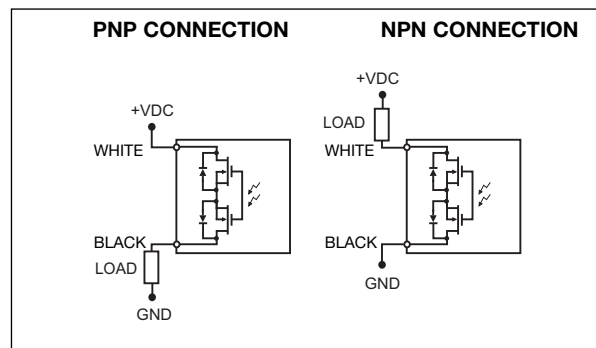 PNP CONNECTION
+VDC
WHITE
BLACK
LOAD
GND
NPN CONNECTION
+VDC
LOAD
WHITE
BLACK
GND